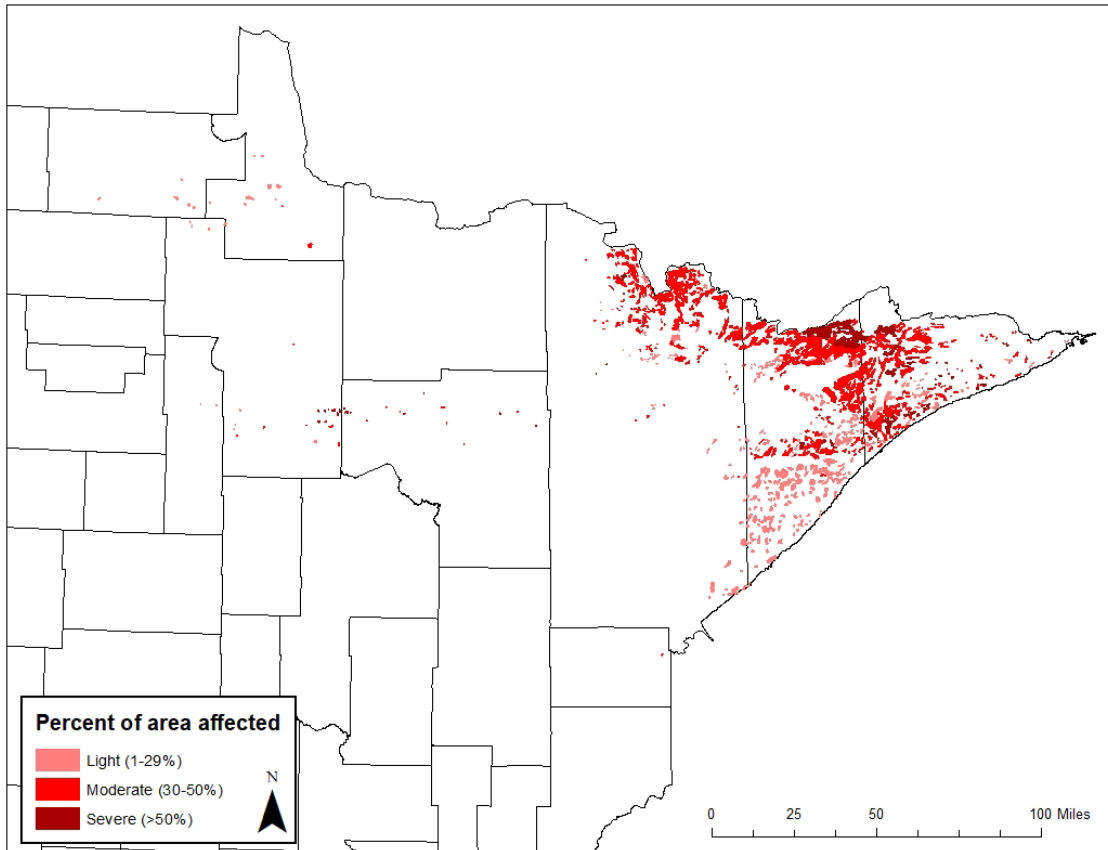 Percent of area affected
Light (1-29%)
Moderate (30-50%)
Severe (>50%)
N
0 25 50 100 Miles